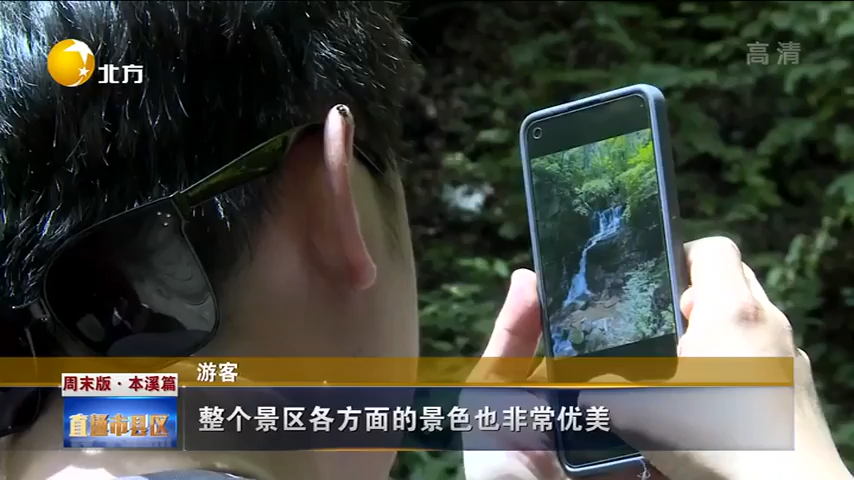 北方
高清
游客
周末版·本溪篇
直通市县区
整个景区各方面的景色也非常优美